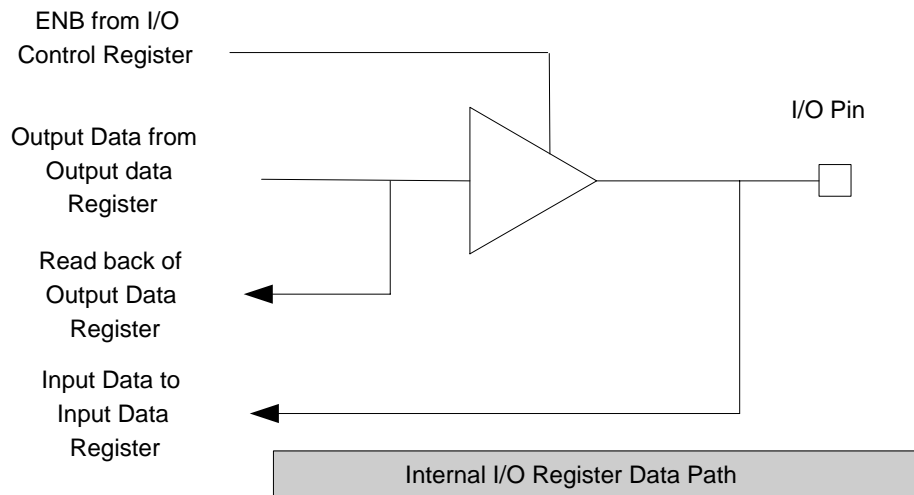 ENB from I/O
Control Register
I/O Pin
Output Data from
Output data
Register
Read back of
Output Data
Register
Input Data to
Input Data
Register
Internal I/O Register Data Path